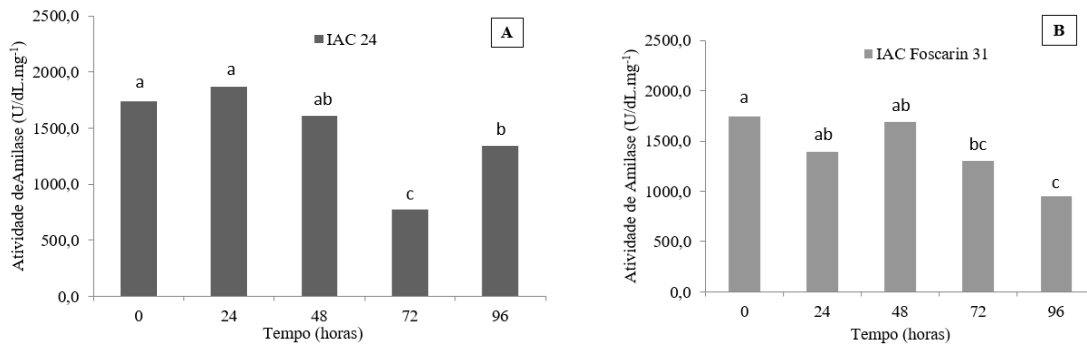 Atividade deAmilase (U/dL.mg-1)
2500,0
2000,0
1500,0
1000,0
500,0
0,0
IAC 24
A
a
a
ab
c
b
0 24 48 72 96
Tempo (horas)
Atividade de Amilase (U/dL.mg-1)
2500,0
2000,0
1500,0
1000,0
500,0
0,0
IAC Foscarin 31
B
a
ab
ab
bc
c
0 24 48 72 96
Tempo (horas)